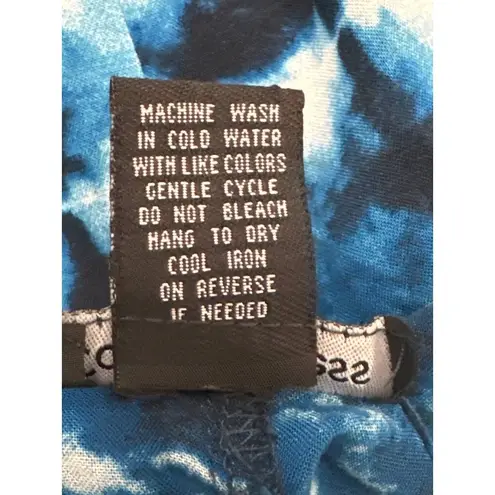 MACHINE WASH
IN COLD WATER
WITH LIKE COLORS
GENTLE CYCLE
DO NOT BLEACH
HANG TO DRY
COOL IRON
ON REVERSE
IF NEEDED